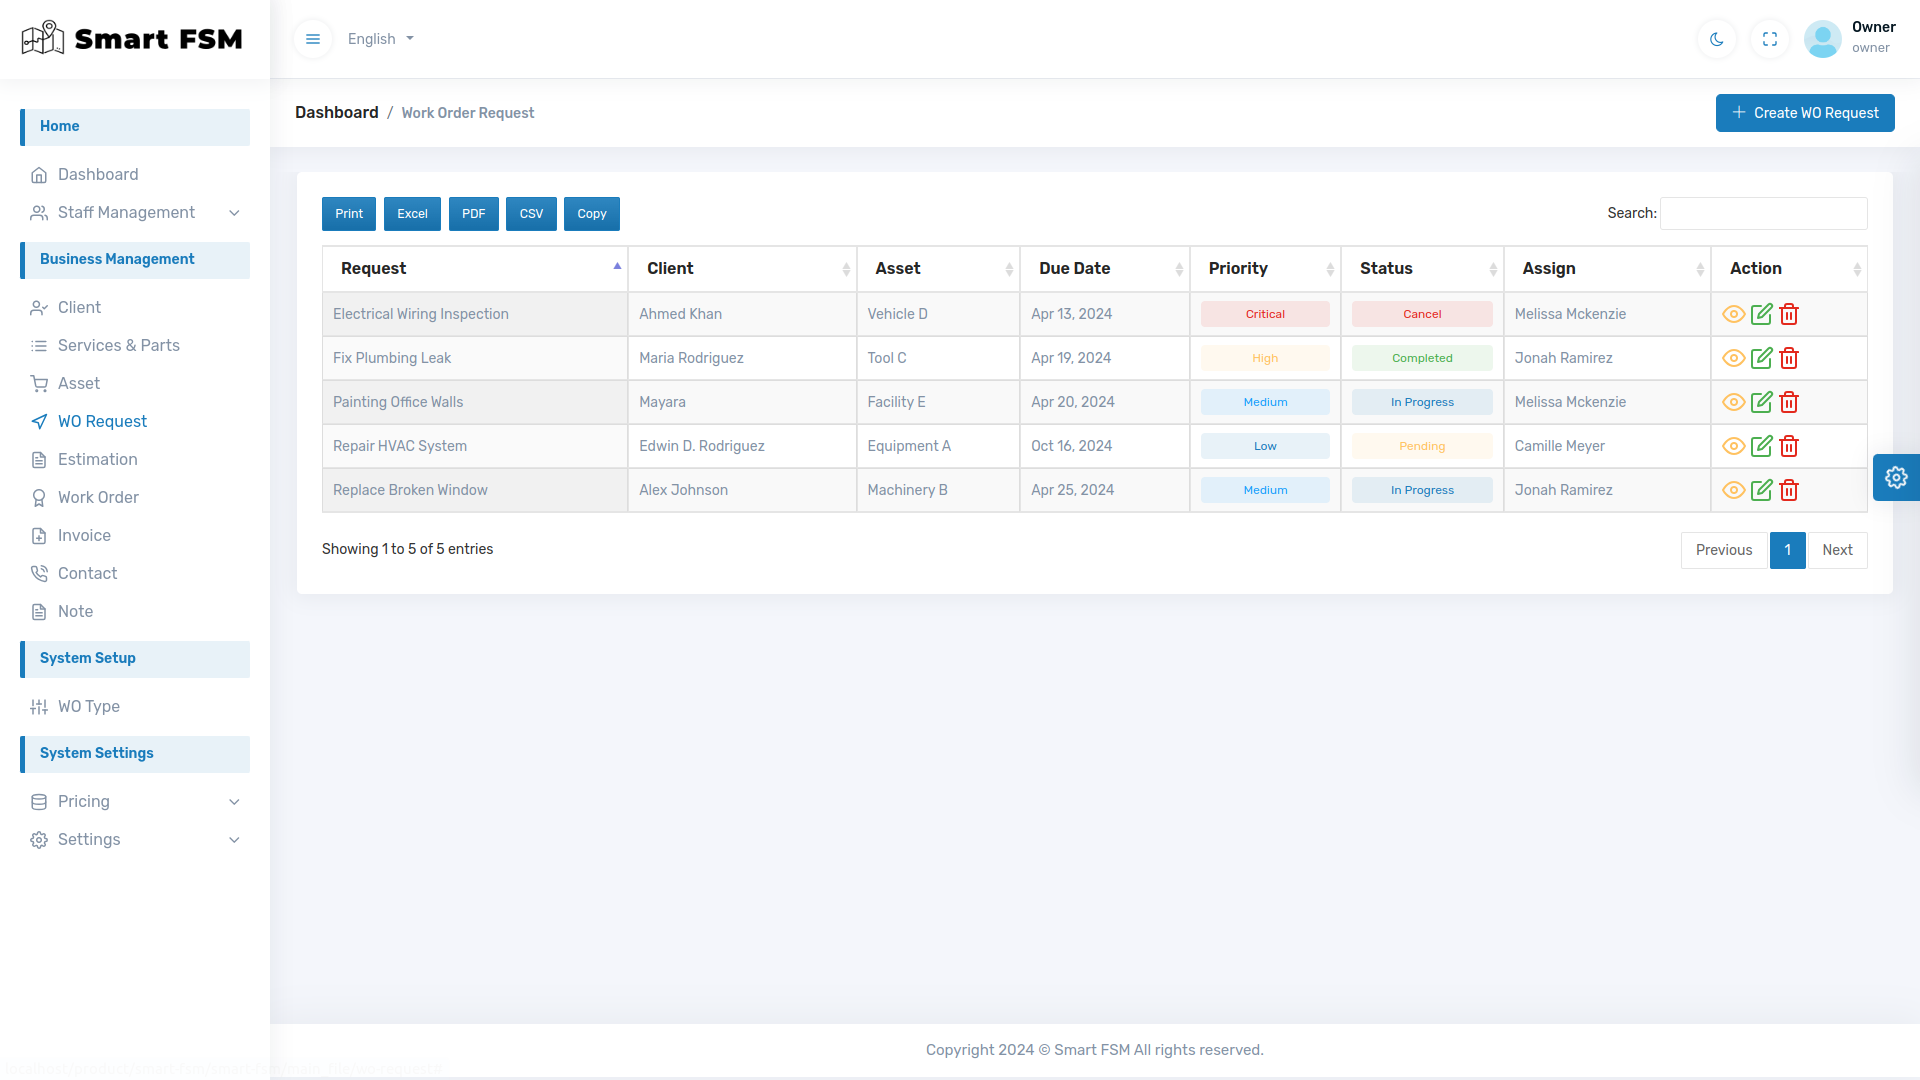 Smart FSM
English
Owner
owner
Home
Dashboard
Staff Management
Business Management
Client
Services & Parts
Asset
WO Request
Estimation
Work Order
Invoice
Contact
Note
System Setup
WO Type
System Settings
Pricing
Settings
Dashboard / Work Order Request
+ Create WO Request
Print Excel PDF CSV Copy
Search:
Request Client Asset Due Date Priority Status Assign Action
Electrical Wiring Inspection Ahmed Khan Vehicle D Apr 13, 2024 Critical Cancel Melissa Mckenzie
Fix Plumbing Leak Maria Rodriguez Tool C Apr 19, 2024 High Completed Jonah Ramirez
Painting Office Walls Mayara Facility E Apr 20, 2024 Medium In Progress Melissa Mckenzie
Repair HVAC System Edwin D. Rodriguez Equipment A Oct 16, 2024 Low Pending Camille Meyer
Replace Broken Window Alex Johnson Machinery B Apr 25, 2024 Medium In Progress Jonah Ramirez
Showing 1 to 5 of 5 entries
Previous 1 Next
Copyright 2024 © Smart FSM All rights reserved.